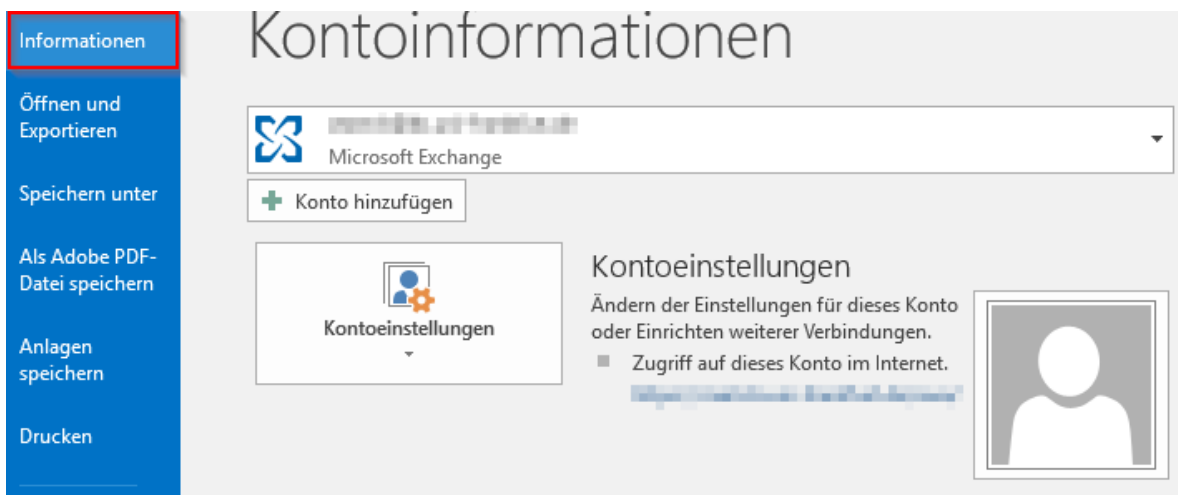 Informationen
Öffnen und
Exportieren
Speichern unter
Als Adobe PDF-
Datei speichern
Anlagen
speichern
Drucken
Kontoinformationen
Microsoft Exchange
Konto hinzufügen
Kontoeinstellungen
Kontoeinstellungen
Ändern der Einstellungen für dieses Konto
oder Einrichten weiterer Verbindungen.
Zugriff auf dieses Konto im Internet.